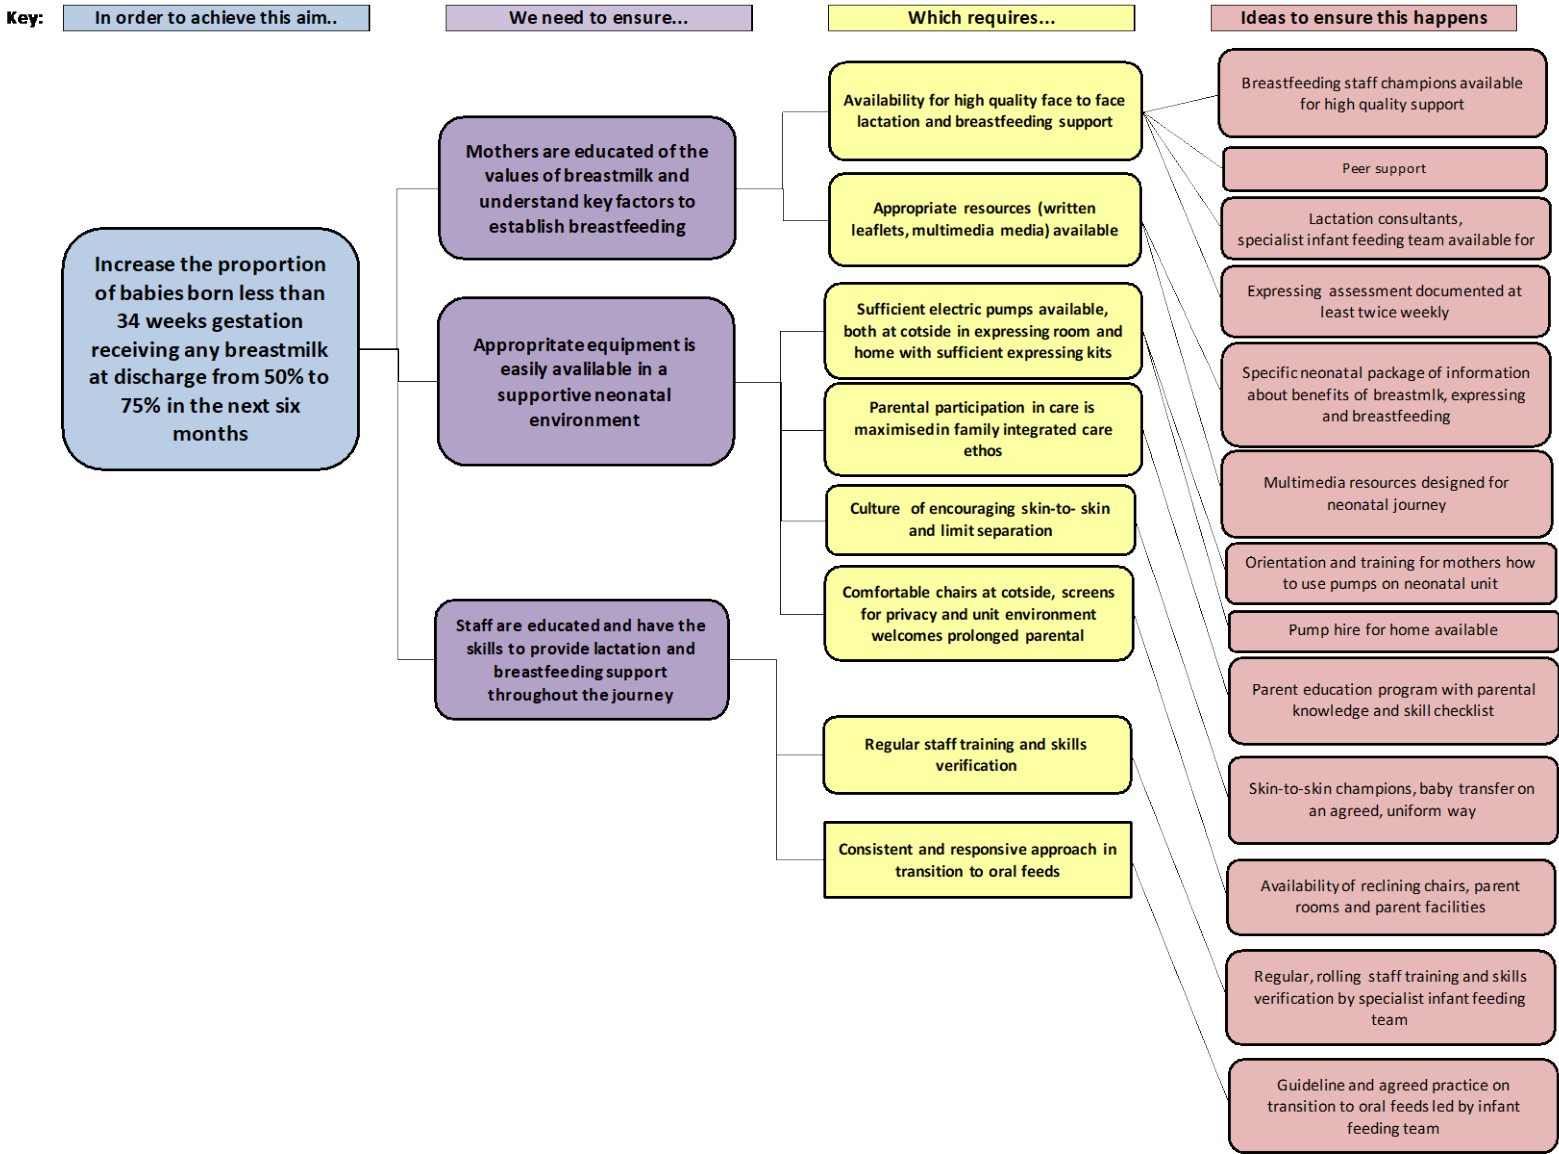 Key:
In order to achieve this aim..
We need to ensure...
Which requires...
Ideas to ensure this happens
Increase the proportion
of babies born less than
34 weeks gestation
receiving any breastmilk
at discharge from 50% to
75% in the next six
months
Mothers are educated of the
values of breastmilk and
understand key factors to
establish breastfeeding
Appropritate equipment is
easily avalilable in a
supportive neonatal
environment
Staff are educated and have the
skills to provide lactation and
breastfeeding support
throughout the journey
Availability for high quality face to face
lactation and breastfeeding support
Appropriate resources (written
leaflets, multimedia media) available
Sufficient electric pumps available,
both at cotside in expressing room and
home with sufficient expressing kits
Parental participation in care is
maximised in family integrated care
ethos
Culture of encouraging skin-to- skin
and limit separation
Comfortable chairs at cotside, screens
for privacy and unit environment
welcomes prolonged parental
Regular staff training and skills
verification
Consistent and responsive approach in
transition to oral feeds
Breastfeeding staff champions available
for high quality support
Peer support
Lactation consultants,
specialist infant feeding team available for
Expressing assessment documented at
least twice weekly
Specific neonatal package of information
about benefits of breastmlk, expressing
and breastfeeding
Multimedia resources designed for
neonatal journey
Orientation and training for mothers how
to use pumps on neonatal unit
Pump hire for home available
Parent education program with parental
knowledge and skill checklist
Skin-to-skin champions, baby transfer on
an agreed, uniform way
Availability of reclining chairs, parent
rooms and parent facilities
Regular, rolling staff training and skills
verification by specialist infant feeding
team
Guideline and agreed practice on
transition to oral feeds led by infant
feeding team